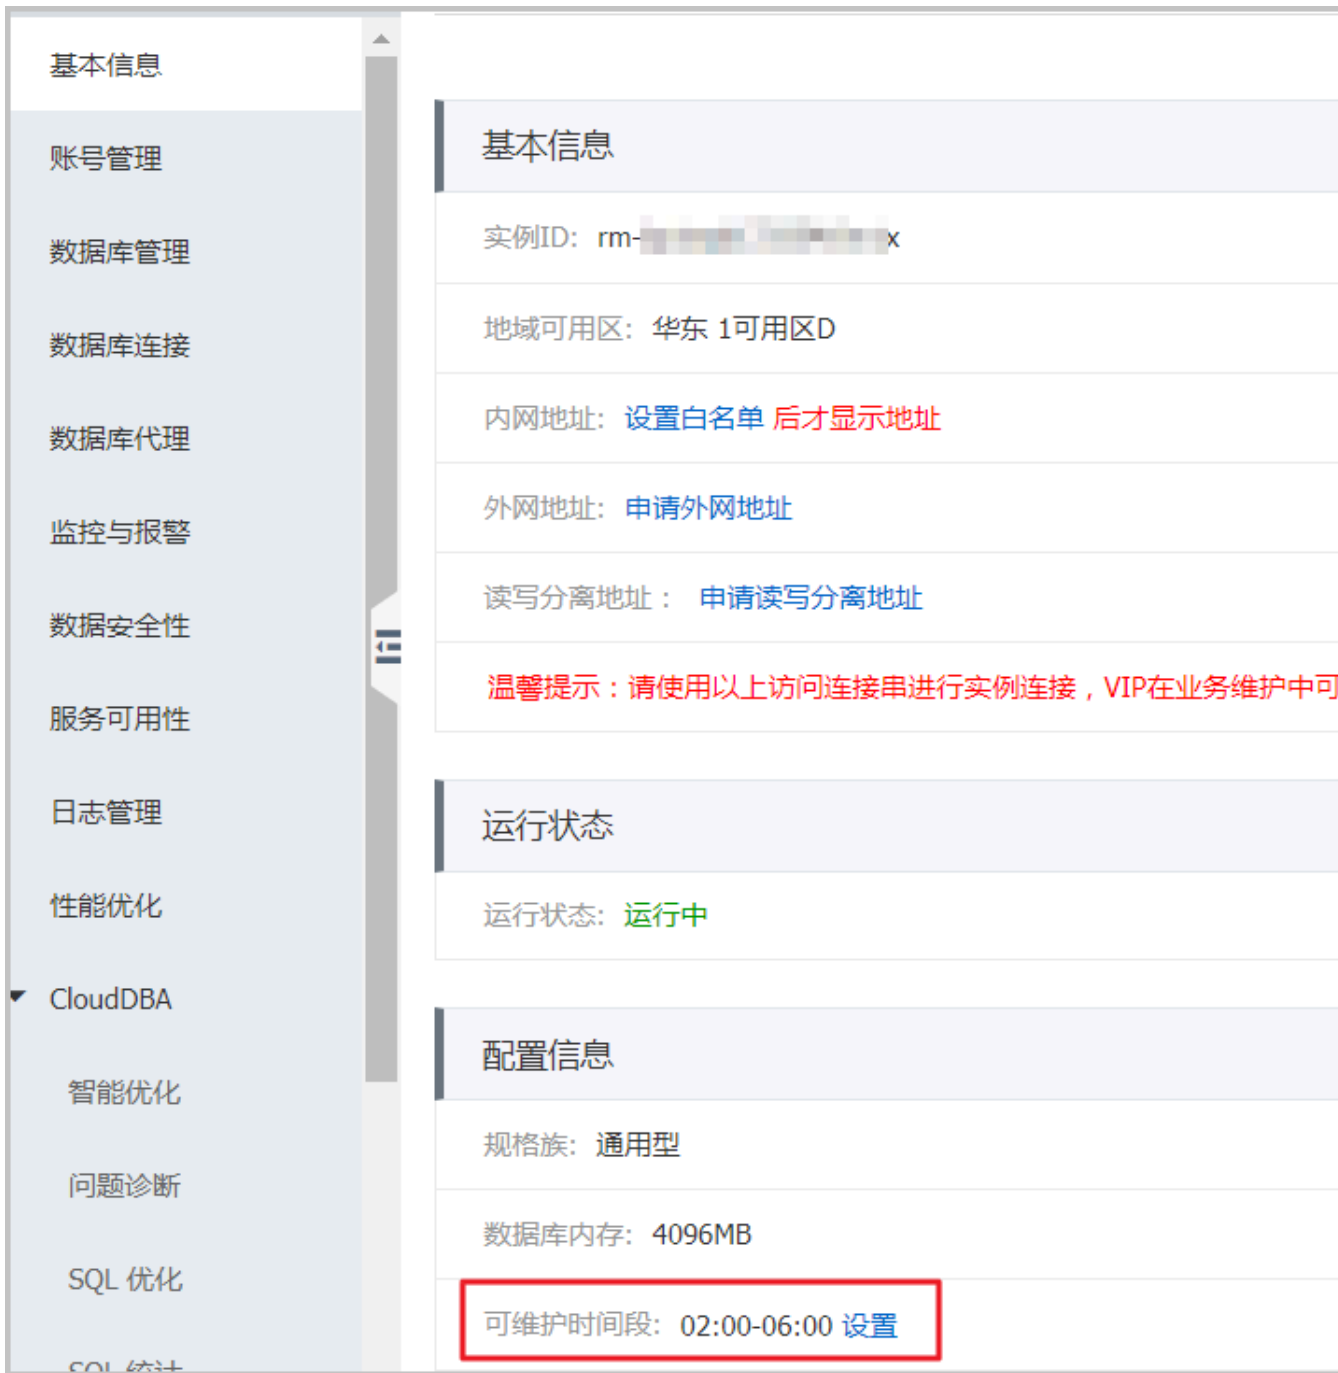 基本信息
账号管理
数据库管理
数据库连接
数据库代理
监控与报警
数据安全性
服务可用性
日志管理
性能优化
CloudDBA
智能优化
问题诊断
SQL 优化
SQL 统计
基本信息
实例ID: rm- x
地域可用区: 华东 1可用区D
内网地址: 设置白名单 后才显示地址
外网地址: 申请外网地址
读写分离地址： 申请读写分离地址
温馨提示：请使用以上访问连接串进行实例连接，VIP在业务维护中可
运行状态
运行状态: 运行中
配置信息
规格族: 通用型
数据库内存: 4096MB
可维护时间段: 02:00-06:00 设置